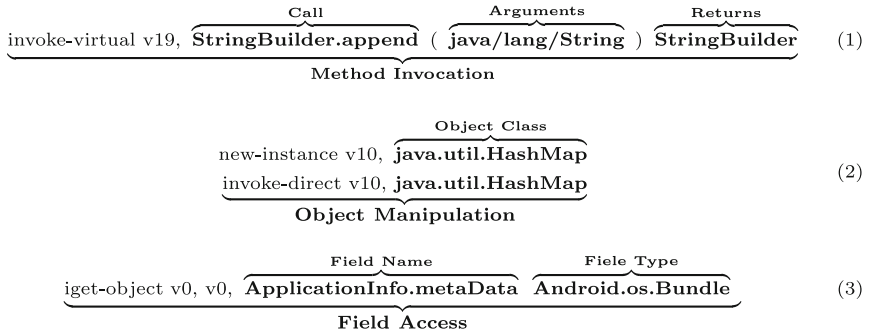 Call Arguments Returns
invoke-virtual v19, StringBuilder.append ( java/lang/String ) StringBuilder (1)
Method Invocation
Object Class
new-instance v10, java.util.HashMap
invoke-direct v10, java.util.HashMap
(2)
Object Manipulation
Field Name Fiele Type
iget-object v0, v0, ApplicationInfo.metaData Android.os.Bundle (3)
Field Access